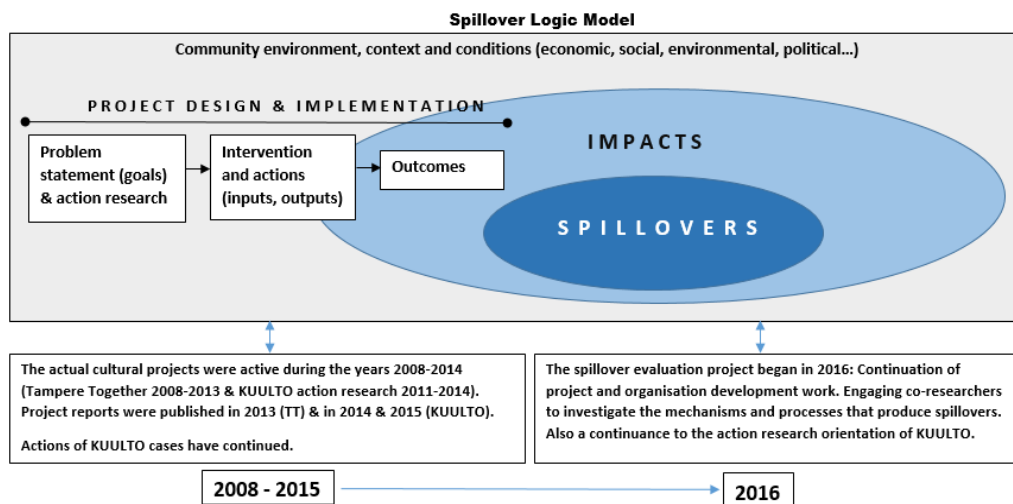 Spillover Logic Model
Community environment, context and conditions (economic, social, environmental, political…)
PROJECT DESIGN & IMPLEMENTATION
Problem
statement (goals)
& action research
Intervention
and actions
(inputs, outputs)
Outcomes
IMPACTS
SPILLOVERS
The actual cultural projects were active during the years 2008-2014
(Tampere Together 2008-2013 & KUULTO action research 2011-2014).
Project reports were published in 2013 (TT) & in 2014 & 2015 (KUULTO).
Actions of KUULTO cases have continued.
The spillover evaluation project began in 2016: Continuation of
project and organisation development work. Engaging co-researchers
to investigate the mechanisms and processes that produce spillovers.
Also a continuance to the action research orientation of KUULTO.
2008 - 2015
2016